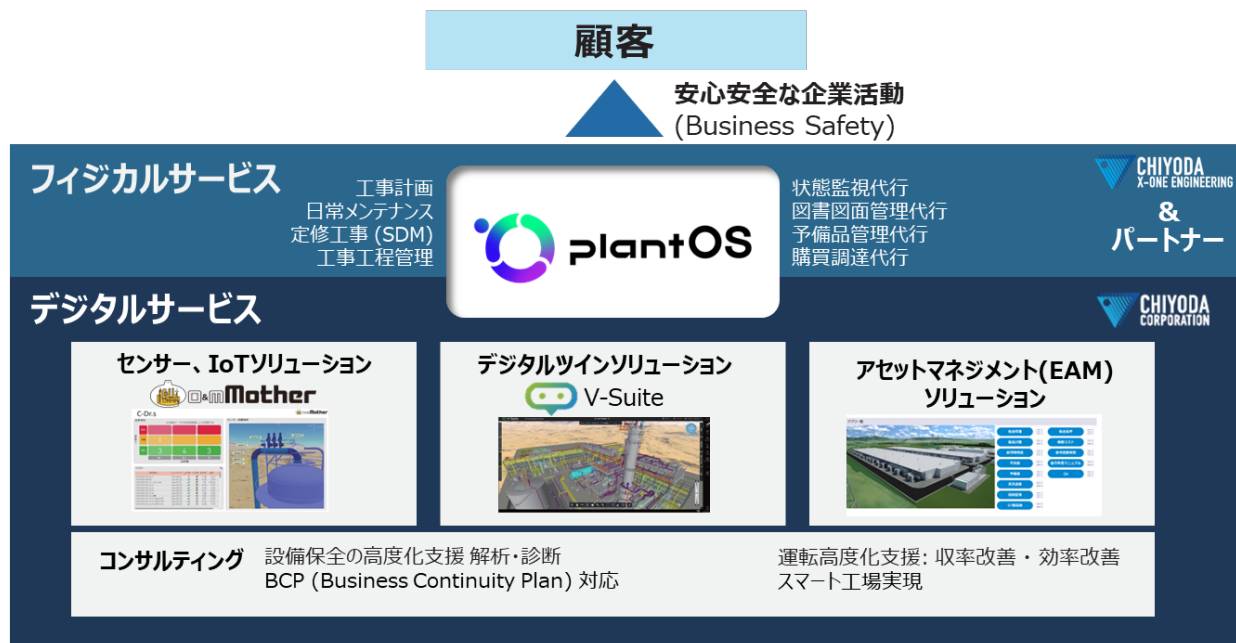 顧客
安心安全な企業活動
(Business Safety)
フィジカルサービス
工事計画
日常メンテナンス
定修工事 (SDM)
工事工程管理
plantOS
状態監視代行
図書図面管理代行
予備品管理代行
購買調達代行
CHIYODA
X-ONE ENGINEERING
&
パートナー
デジタルサービス
CHIYODA
CORPORATION
センサー、IoTソリューション
O&M Mother
C-Dr.s
デジタルツインソリューション
V-Suite
アセットマネジメント(EAM)
ソリューション
コンサルティング
設備保全の高度化支援 解析・診断
BCP (Business Continuity Plan) 対応
運転高度化支援: 収率改善・効率改善
スマート工場実現